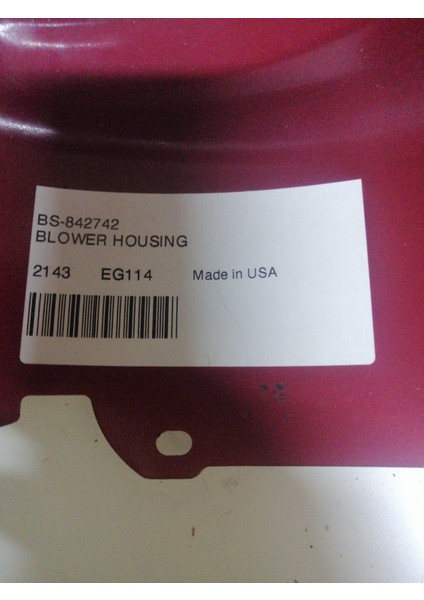 BS-842742
BLOWER HOUSING
2143 EG114 Made in USA